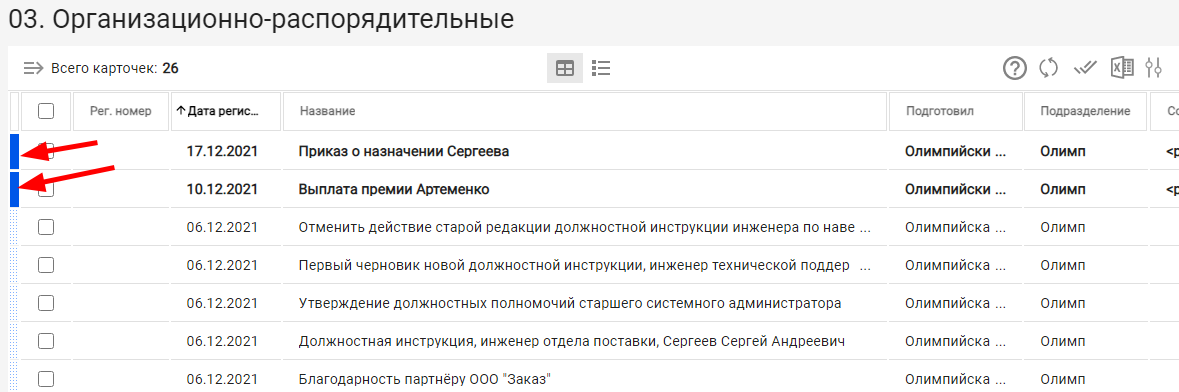 03. Организационно-распорядительные
Всего карточек: 26
Рег. номер Дата регис... Название Подготовил Подразделение Со
17.12.2021 Приказ о назначении Сергеева Олимпийски ... Олимп <p
10.12.2021 Выплата премии Артеменко Олимпийски ... Олимп <p
06.12.2021 Отменить действие старой редакции должностной инструкции инженера по наве ... Олимпийска ... Олимп
06.12.2021 Первый черновик новой должностной инструкции, инженер технической поддер ... Олимпийска ... Олимп
06.12.2021 Утверждение должностных полномочий старшего системного администратора Олимпийска ... Олимп
06.12.2021 Должностная инструкция, инженер отдела поставки, Сергеев Сергей Андреевич Олимпийска ... Олимп
06.12.2021 Благодарность партнёру ООО "Заказ" Олимпийска ... Олимп